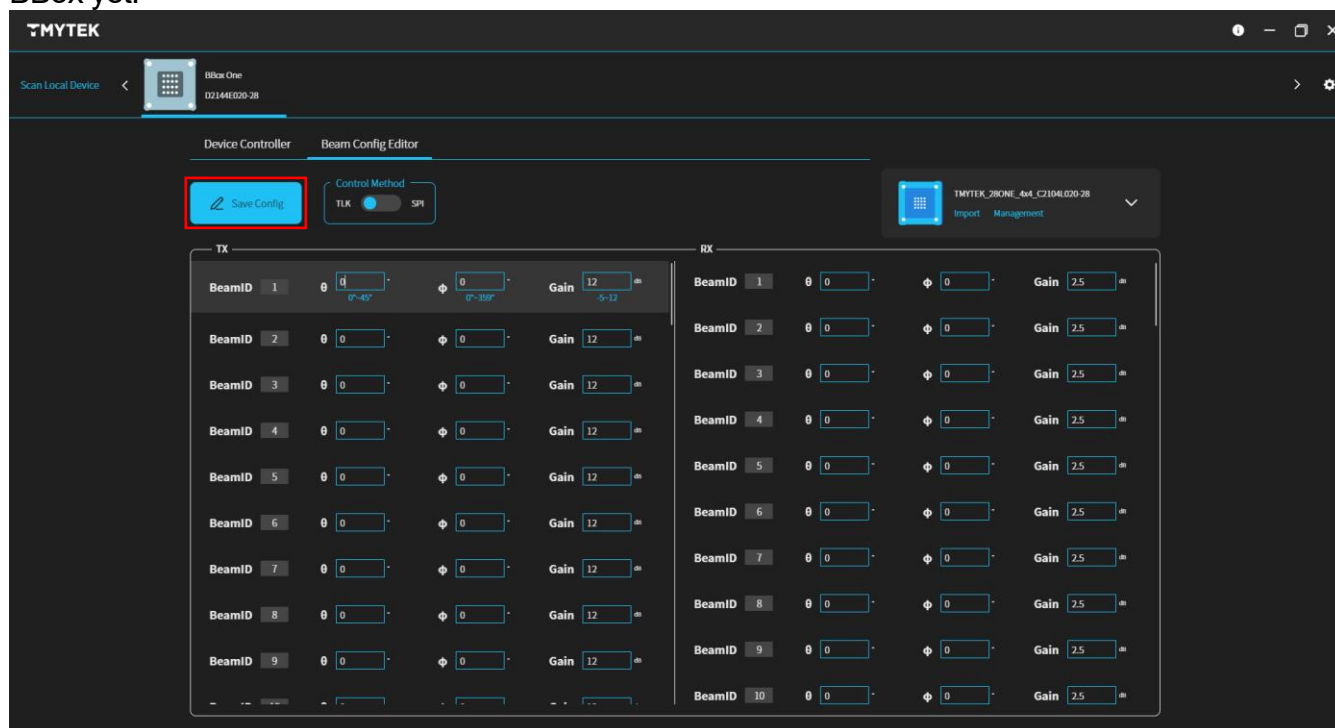 BBox yet.
TMYTEK
Scan Local Device
BBox One
D2144E020-28
Device Controller Beam Config Editor
Save Config
Control Method
TLK SPI
TMYTEK_28ONE_4x4_C2104L020-28
Import Management
TX
BeamID 1 θ 0 ° ϕ 0 ° Gain 12 dB
0°~45° 0°~359° -5~12
BeamID 2 θ 0 ° ϕ 0 ° Gain 12 dB
BeamID 3 θ 0 ° ϕ 0 ° Gain 12 dB
BeamID 4 θ 0 ° ϕ 0 ° Gain 12 dB
BeamID 5 θ 0 ° ϕ 0 ° Gain 12 dB
BeamID 6 θ 0 ° ϕ 0 ° Gain 12 dB
BeamID 7 θ 0 ° ϕ 0 ° Gain 12 dB
BeamID 8 θ 0 ° ϕ 0 ° Gain 12 dB
BeamID 9 θ 0 ° ϕ 0 ° Gain 12 dB
RX
BeamID 1 θ 0 ° ϕ 0 ° Gain 2.5 dB
BeamID 2 θ 0 ° ϕ 0 ° Gain 2.5 dB
BeamID 3 θ 0 ° ϕ 0 ° Gain 2.5 dB
BeamID 4 θ 0 ° ϕ 0 ° Gain 2.5 dB
BeamID 5 θ 0 ° ϕ 0 ° Gain 2.5 dB
BeamID 6 θ 0 ° ϕ 0 ° Gain 2.5 dB
BeamID 7 θ 0 ° ϕ 0 ° Gain 2.5 dB
BeamID 8 θ 0 ° ϕ 0 ° Gain 2.5 dB
BeamID 9 θ 0 ° ϕ 0 ° Gain 2.5 dB
BeamID 10 θ 0 ° ϕ 0 ° Gain 2.5 dB